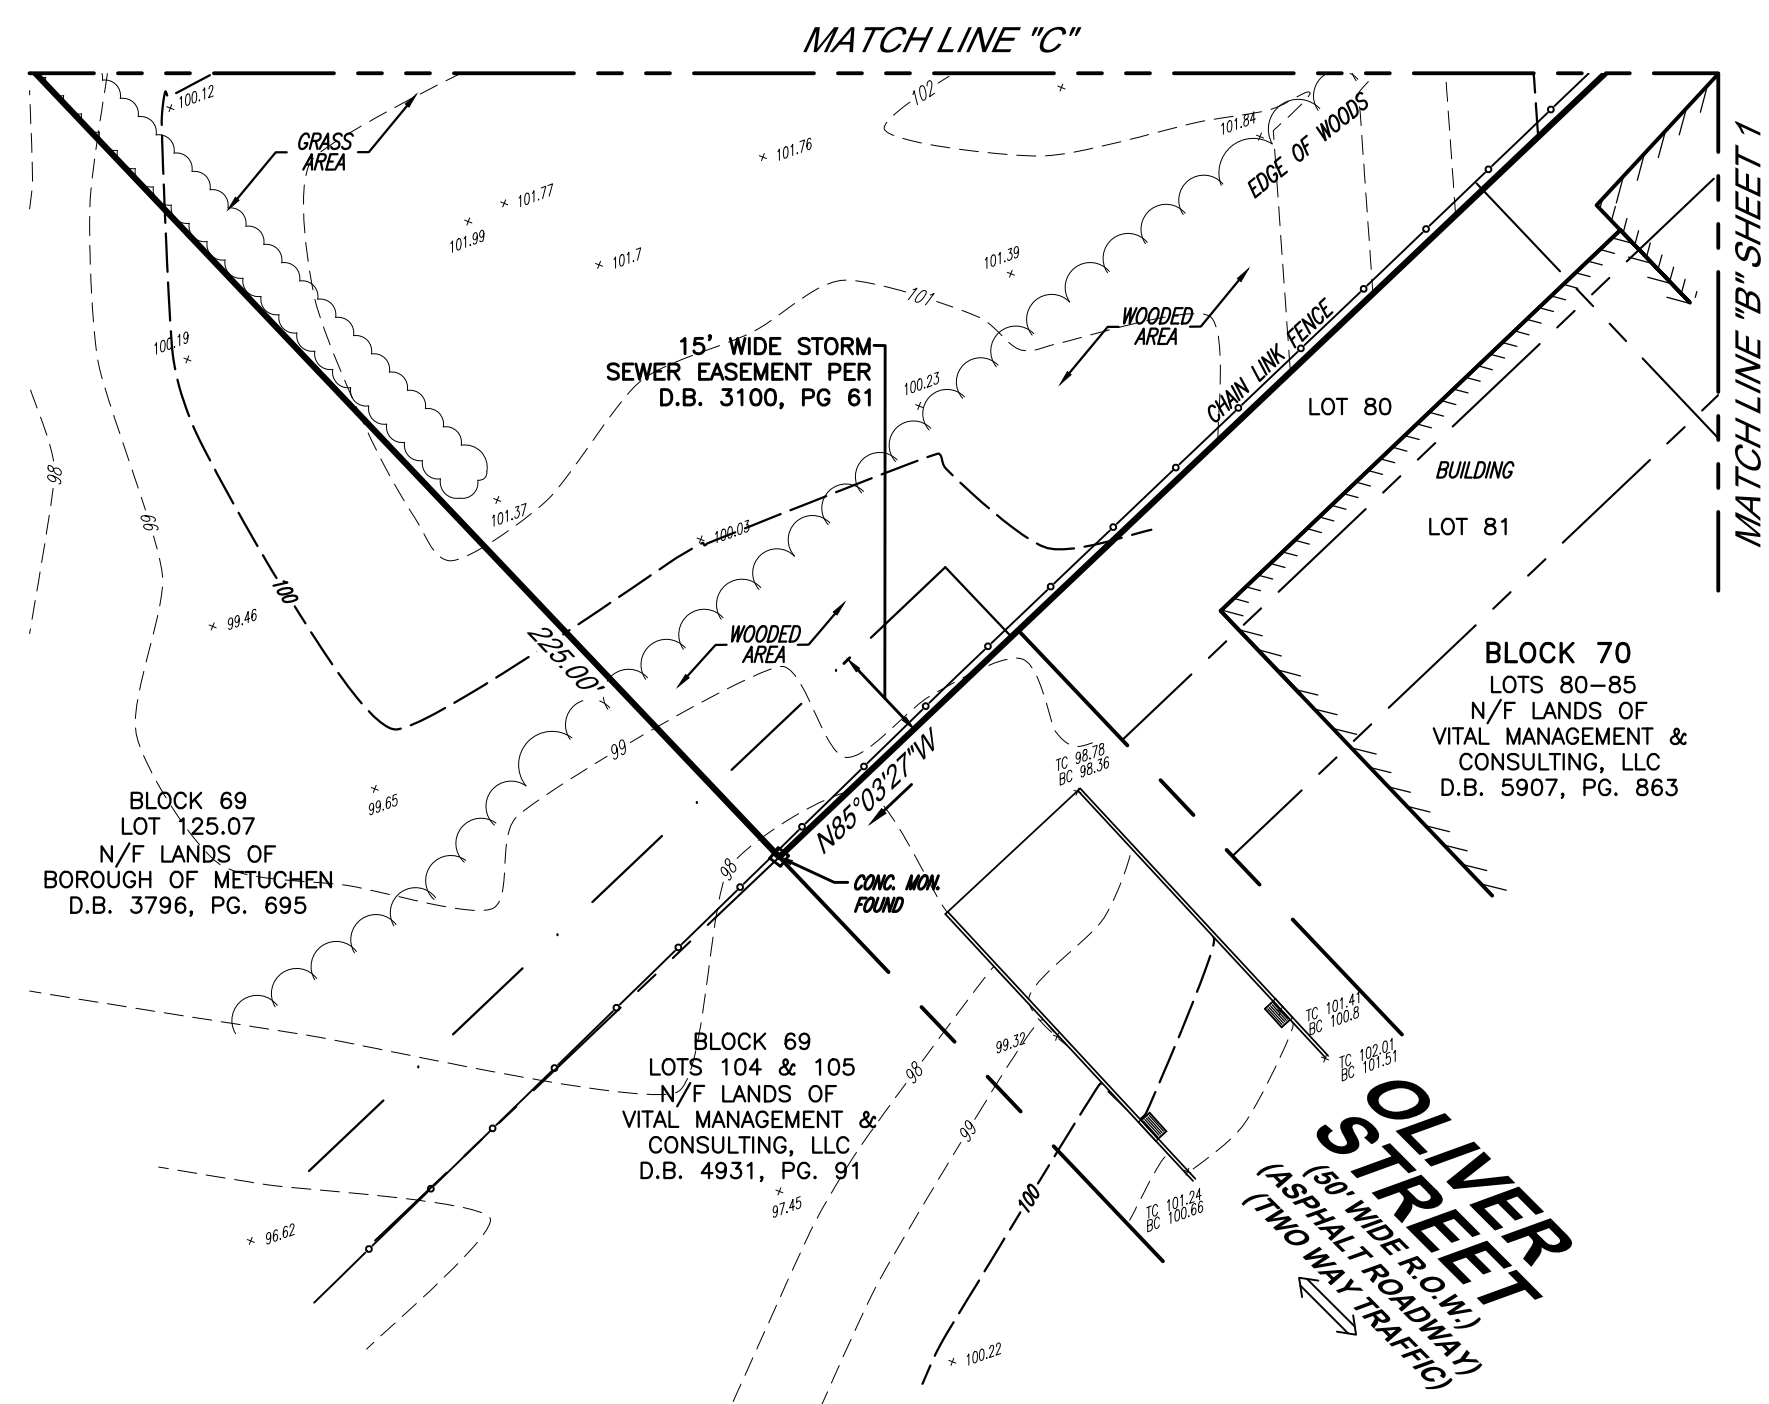 MATCH LINE "C"
100.12
GRASS
AREA
102
101.84
EDGE OF WOODS
101.76
101.77
101.99
101.7
101.39
101
MATCH LINE "B" SHEET 1
100.19
15' WIDE STORM
SEWER EASEMENT PER
D.B. 3100, PG 61
WOODED
AREA
CHAIN LINK FENCE
100.23
LOT 80
98
99
101.37
100.03
BUILDING
LOT 81
100
99.46
225.00'
WOODED
AREA
BLOCK 70
LOTS 80-85
N/F LANDS OF
VITAL MANAGEMENT &
CONSULTING, LLC
D.B. 5907, PG. 863
99
N85°03'27"W
TC 98.78
BC 98.36
99.65
BLOCK 69
LOT 125.07
N/F LANDS OF
BOROUGH OF METUCHEN
D.B. 3796, PG. 695
98
CONC. MON.
FOUND
TC 101.41
BC 100.8
99.32
TC 102.01
BC 101.51
BLOCK 69
LOTS 104 & 105
N/F LANDS OF
VITAL MANAGEMENT &
CONSULTING, LLC
D.B. 4931, PG. 91
98
99
100
97.45
TC 101.24
BC 100.66
96.62
100.22
OLIVER
STREET
(50' WIDE R.O.W.)
(ASPHALT ROADWAY)
(TWO WAY TRAFFIC)